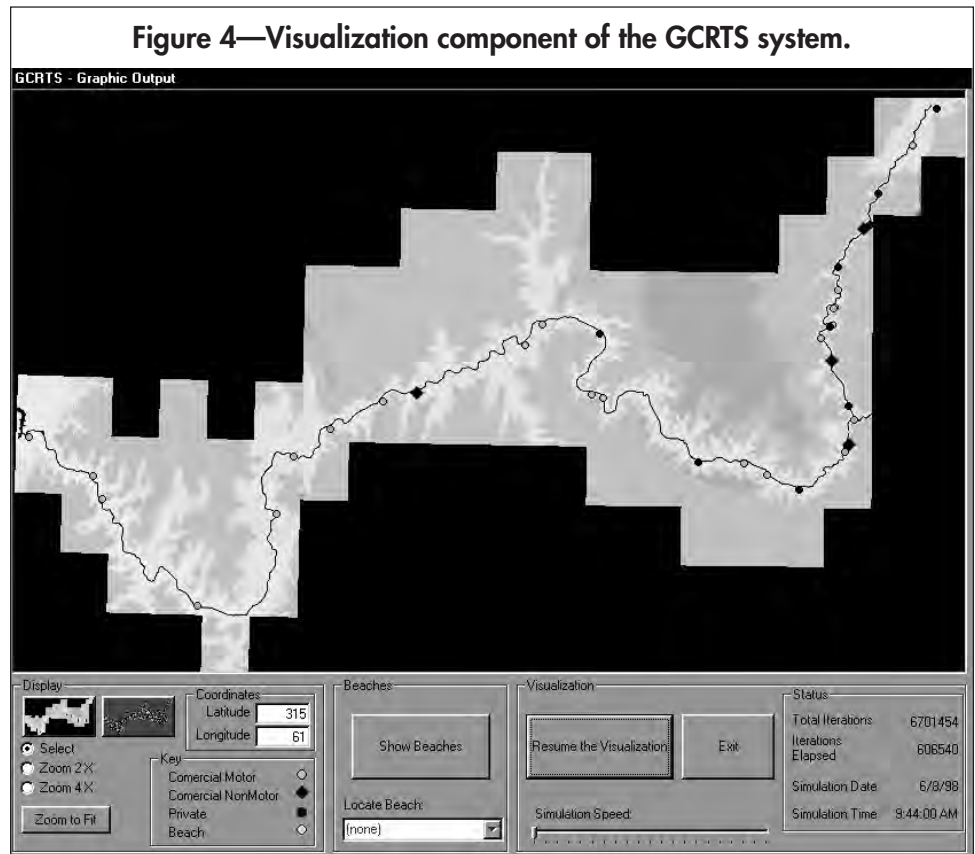 Figure 4—Visualization component of the GCRTS system.
GCRTS - Graphic Output
Display
Select
Zoom 2X
Zoom 4X
Zoom to Fit
Coordinates
Latitude 315
Longitude 61
Key
Comercial Motor
Comercial NonMotor
Private
Beach
Beaches
Show Beaches
Locate Beach:
(none)
Visualization
Resume the Visualization
Exit
Simulation Speed:
Status
Total Iterations 6701454
Iterations
Elapsed 606540
Simulation Date 6/8/98
Simulation Time 9:44:00 AM